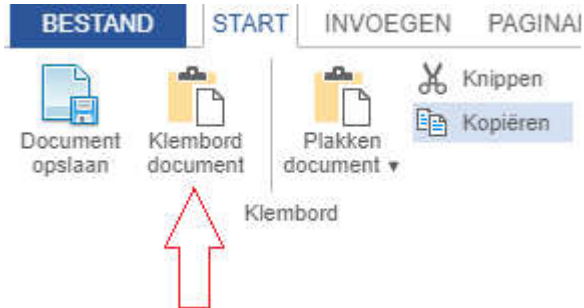 BESTAND START INVOEGEN PAGINA
Document opslaan
Klembord document
Plakken document
Knippen
Kopiëren
Klembord